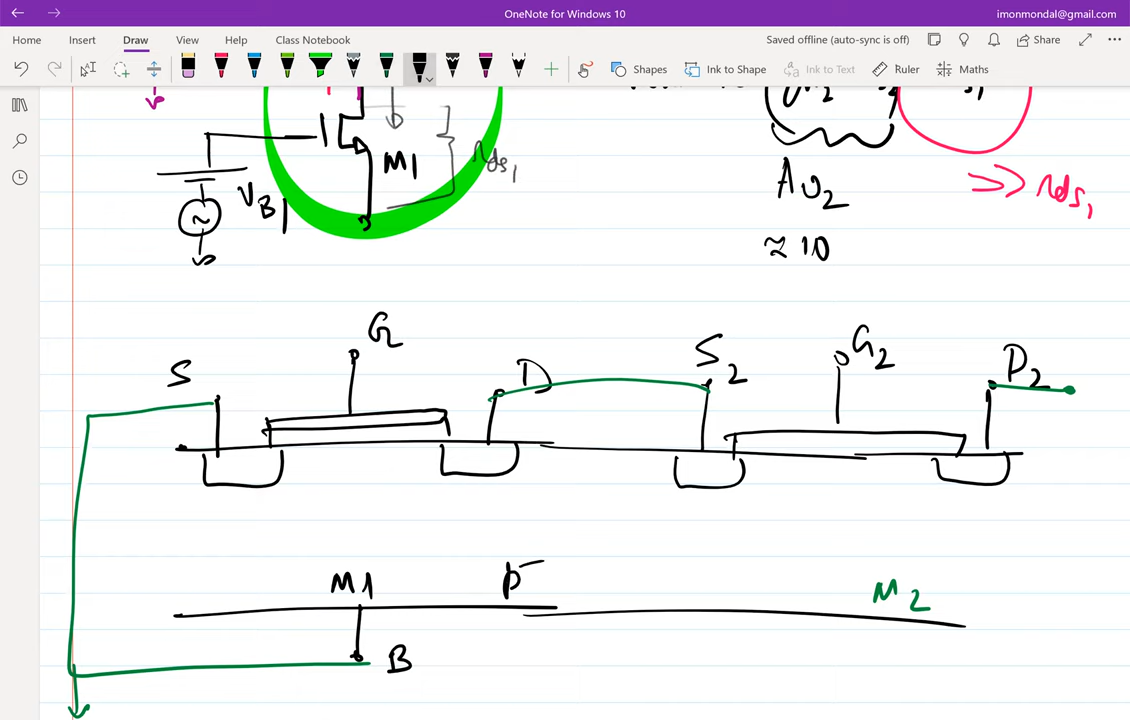 OneNote for Windows 10
imonmondal@gmail.com
Home Insert Draw View Help Class Notebook
Saved offline (auto-sync is off) Share
Shapes Ink to Shape Ink to Text Ruler Maths
M1
rds1
VB1
Av2
≈ 10
>> rds1
S G D S2 G2 D2
M1 p- M2
B